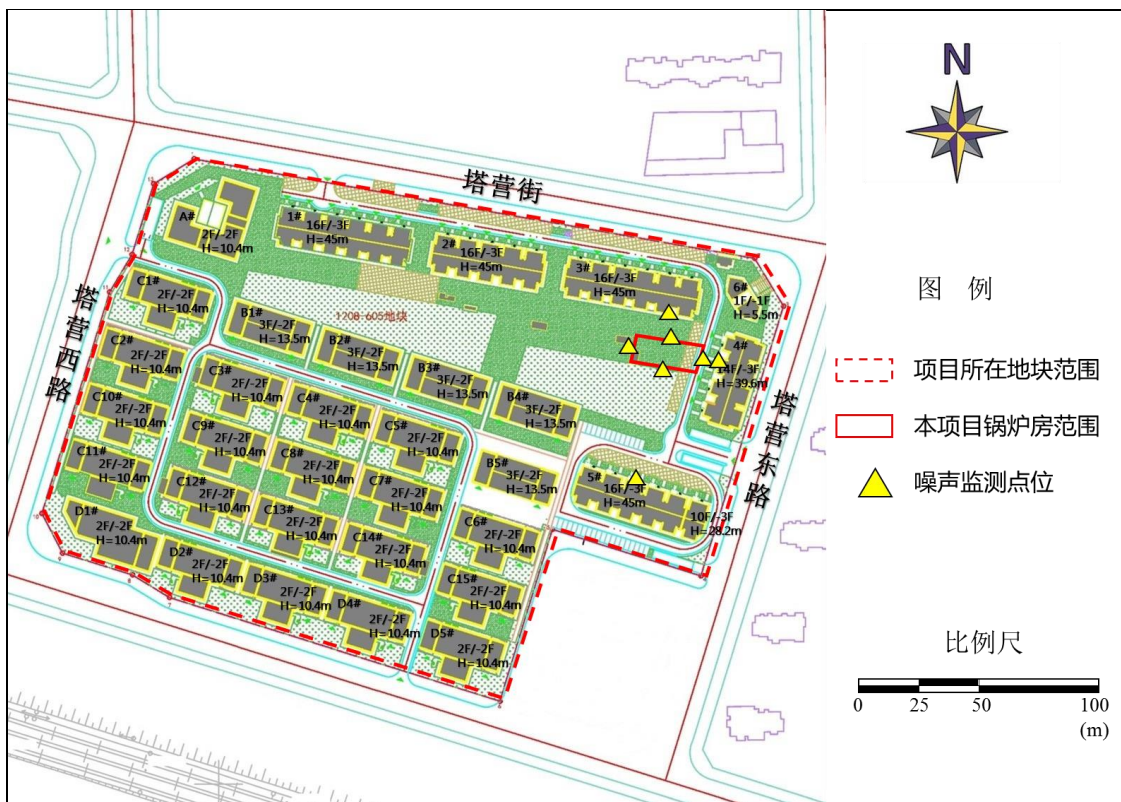 N
塔营街
塔营西路
塔营东路
A#
2F/-2F
H=10.4m
1#
16F/-3F
H=45m
2#
16F/-3F
H=45m
3#
16F/-3F
H=45m
6#
1F/-1F
H=5.5m
4#
14F/-3F
H=39.6m
5#
16F/-3F
H=45m
10F/-3F
H=28.2m
1208-605地块
B1#
3F/-2F
H=13.5m
B2#
3F/-2F
H=13.5m
B3#
3F/-2F
H=13.5m
B4#
3F/-2F
H=13.5m
B5#
3F/-2F
H=13.5m
C1#
2F/-2F
H=10.4m
C2#
2F/-2F
H=10.4m
C3#
2F/-2F
H=10.4m
C4#
2F/-2F
H=10.4m
C5#
2F/-2F
H=10.4m
C10#
2F/-2F
H=10.4m
C9#
2F/-2F
H=10.4m
C8#
2F/-2F
H=10.4m
C7#
2F/-2F
H=10.4m
C11#
2F/-2F
H=10.4m
C12#
2F/-2F
H=10.4m
C13#
2F/-2F
H=10.4m
C14#
2F/-2F
H=10.4m
C6#
2F/-2F
H=10.4m
C15#
2F/-2F
H=10.4m
D1#
2F/-2F
H=10.4m
D2#
2F/-2F
H=10.4m
D3#
2F/-2F
H=10.4m
D4#
2F/-2F
H=10.4m
D5#
2F/-2F
H=10.4m
图 例
项目所在地块范围
本项目锅炉房范围
噪声监测点位
比例尺
0 25 50 100
(m)